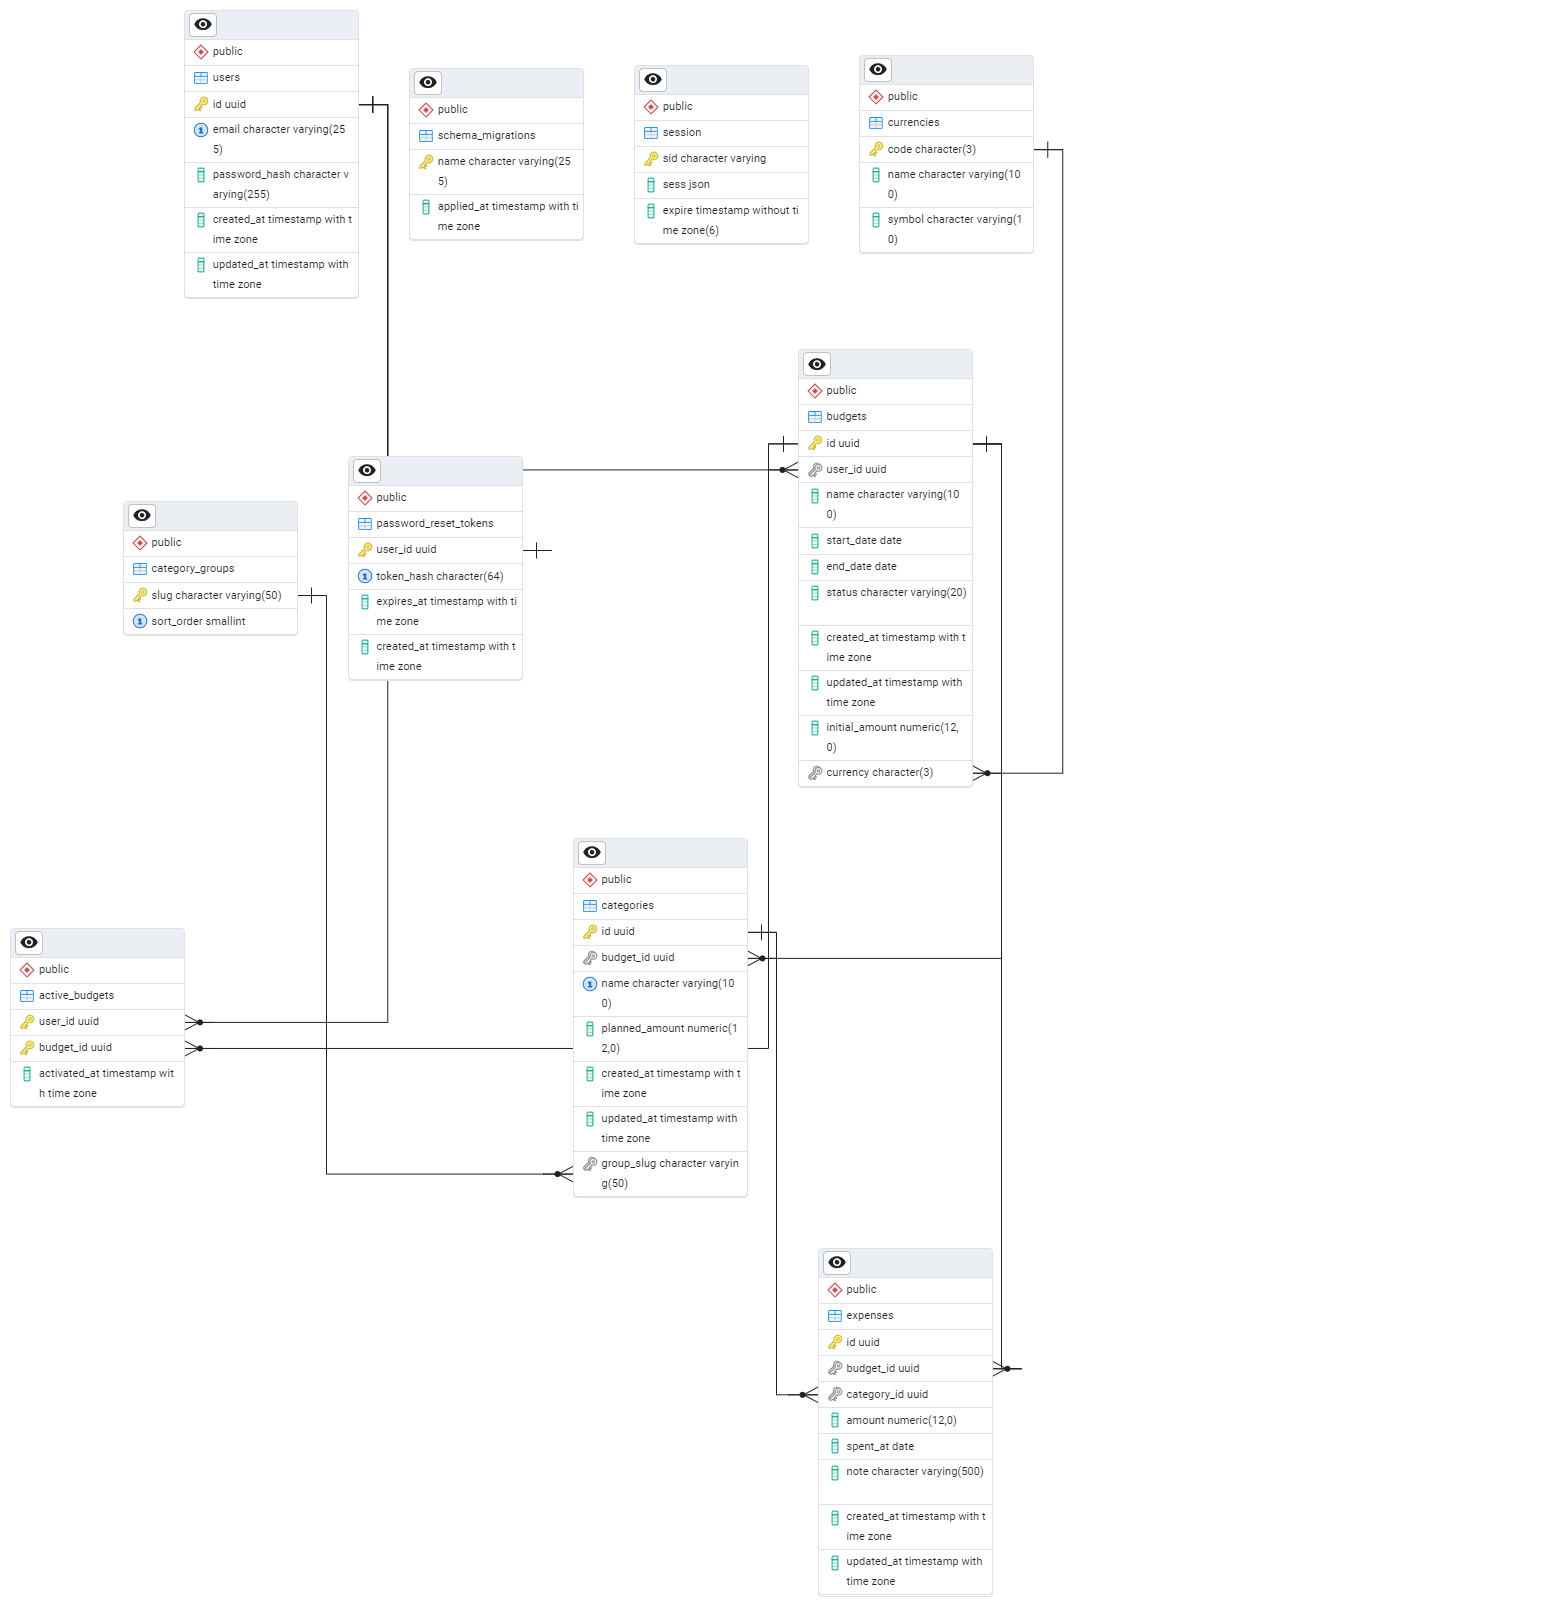 public
users
id uuid
email character varying(25
5)
password_hash character v
arying(255)
created_at timestamp with t
ime zone
updated_at timestamp with
time zone
public
schema_migrations
name character varying(25
5)
applied_at timestamp with ti
me zone
public
session
sid character varying
sess json
expire timestamp without ti
me zone(6)
public
currencies
code character(3)
name character varying(10
0)
symbol character varying(1
0)
public
budgets
id uuid
user_id uuid
name character varying(10
0)
start_date date
end_date date
status character varying(20)
created_at timestamp with t
ime zone
updated_at timestamp with
time zone
initial_amount numeric(12,
0)
currency character(3)
public
password_reset_tokens
user_id uuid
token_hash character(64)
expires_at timestamp with ti
me zone
created_at timestamp with t
ime zone
public
category_groups
slug character varying(50)
sort_order smallint
public
categories
id uuid
budget_id uuid
name character varying(10
0)
planned_amount numeric(1
2,0)
created_at timestamp with t
ime zone
updated_at timestamp with
time zone
group_slug character varyin
g(50)
public
active_budgets
user_id uuid
budget_id uuid
activated_at timestamp wit
h time zone
public
expenses
id uuid
budget_id uuid
category_id uuid
amount numeric(12,0)
spent_at date
note character varying(500)
created_at timestamp with t
ime zone
updated_at timestamp with
time zone